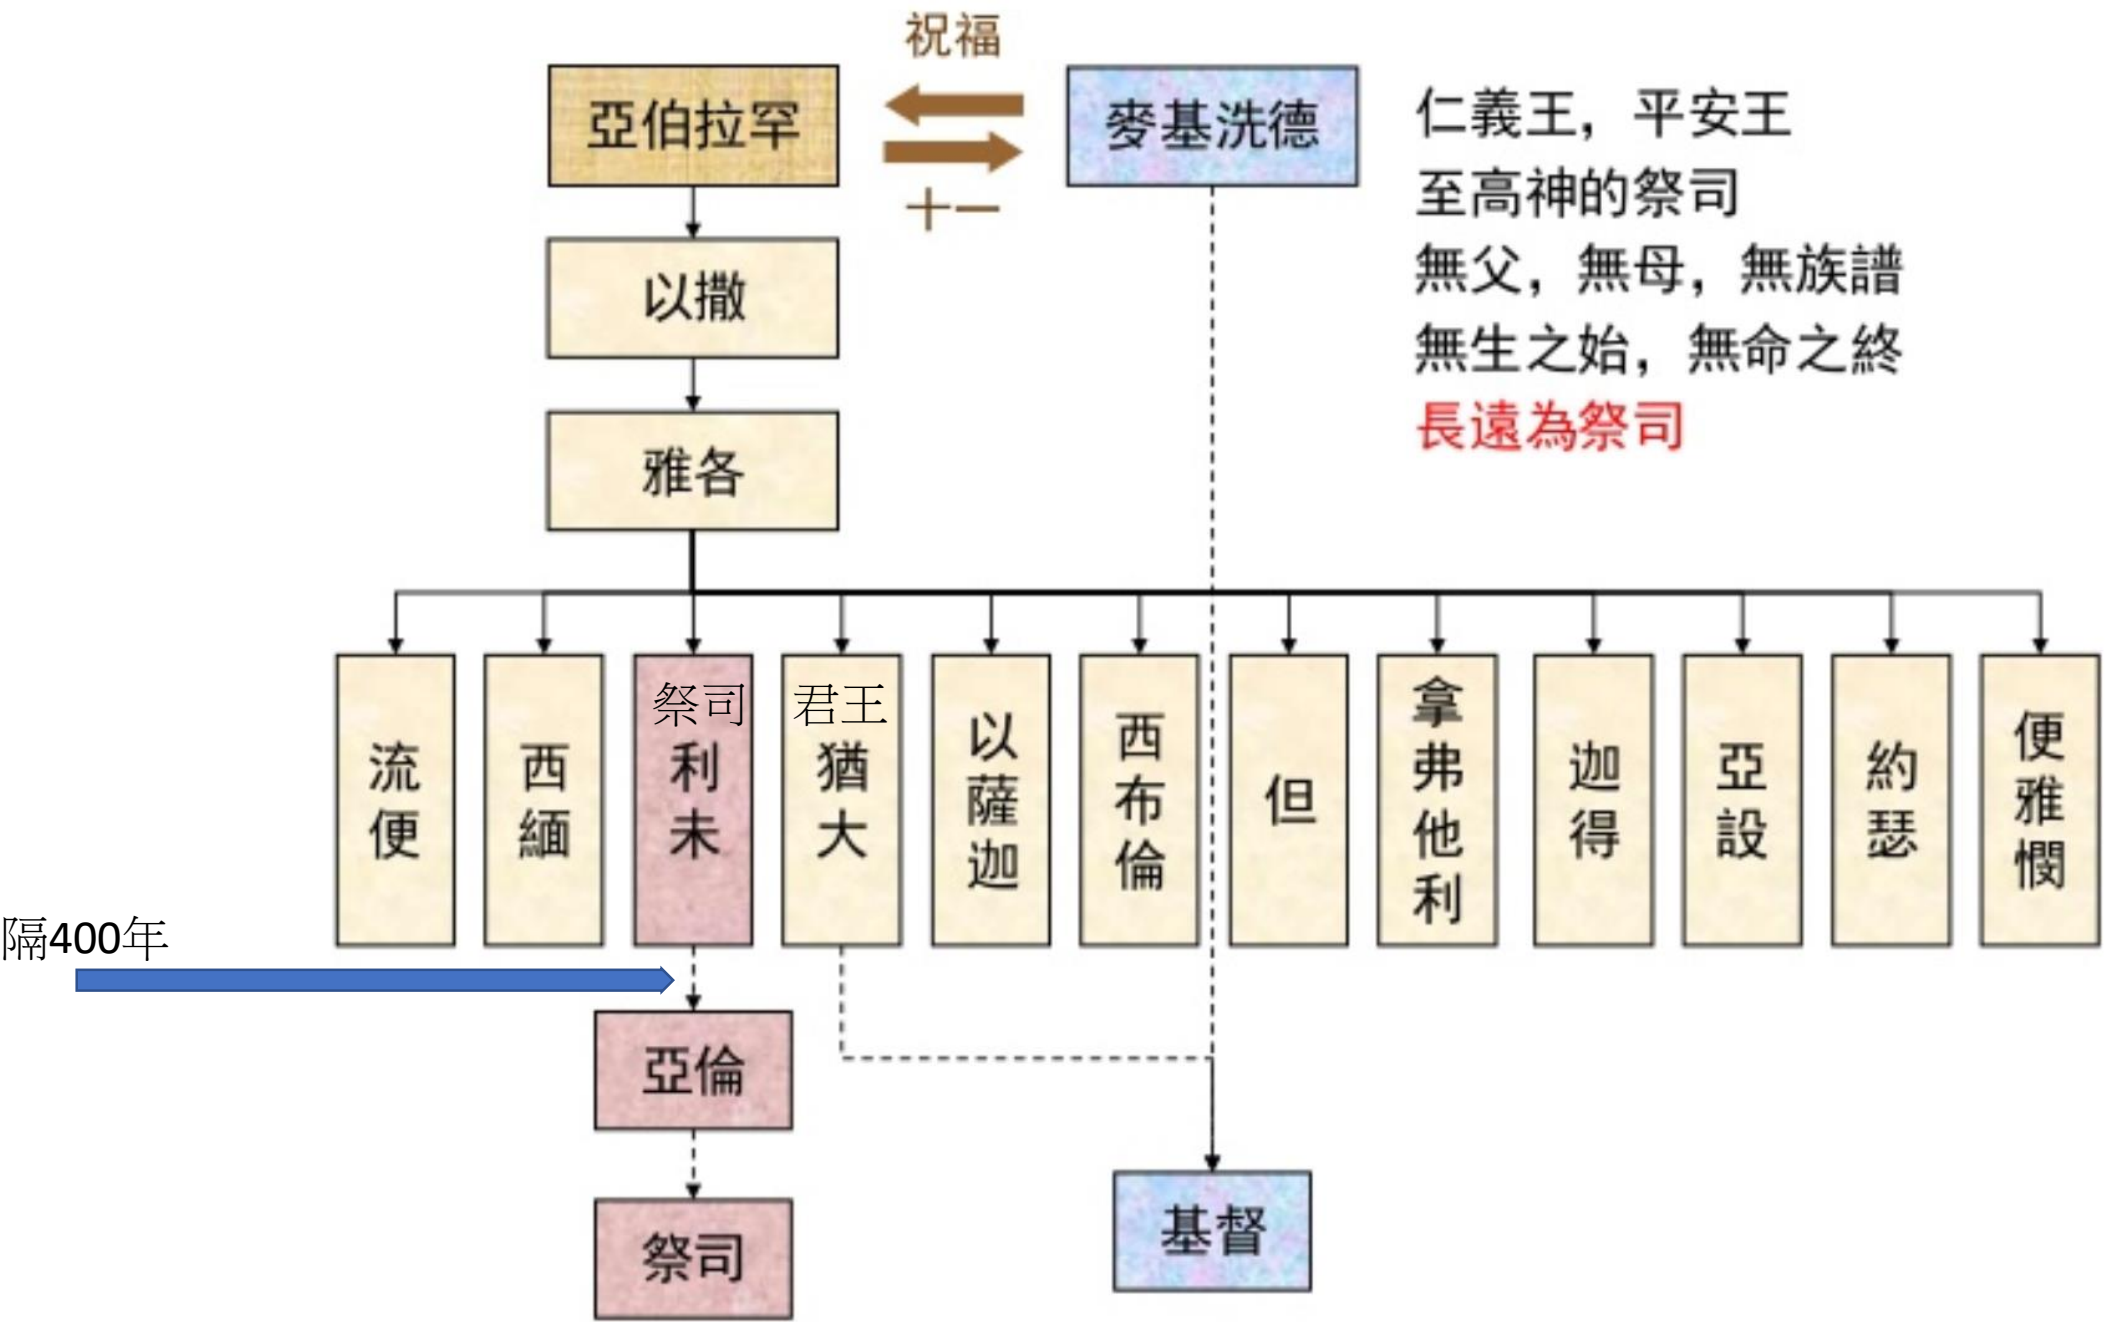 祝福
亞伯拉罕
麥基洗德
十一
仁義王，平安王
至高神的祭司
無父，無母，無族譜
無生之始，無命之終
長遠為祭司
以撒
雅各
流便
西緬
祭司
利未
君王
猶大
以薩迦
西布倫
但
拿弗他利
迦得
亞設
約瑟
便雅憫
隔400年
亞倫
祭司
基督